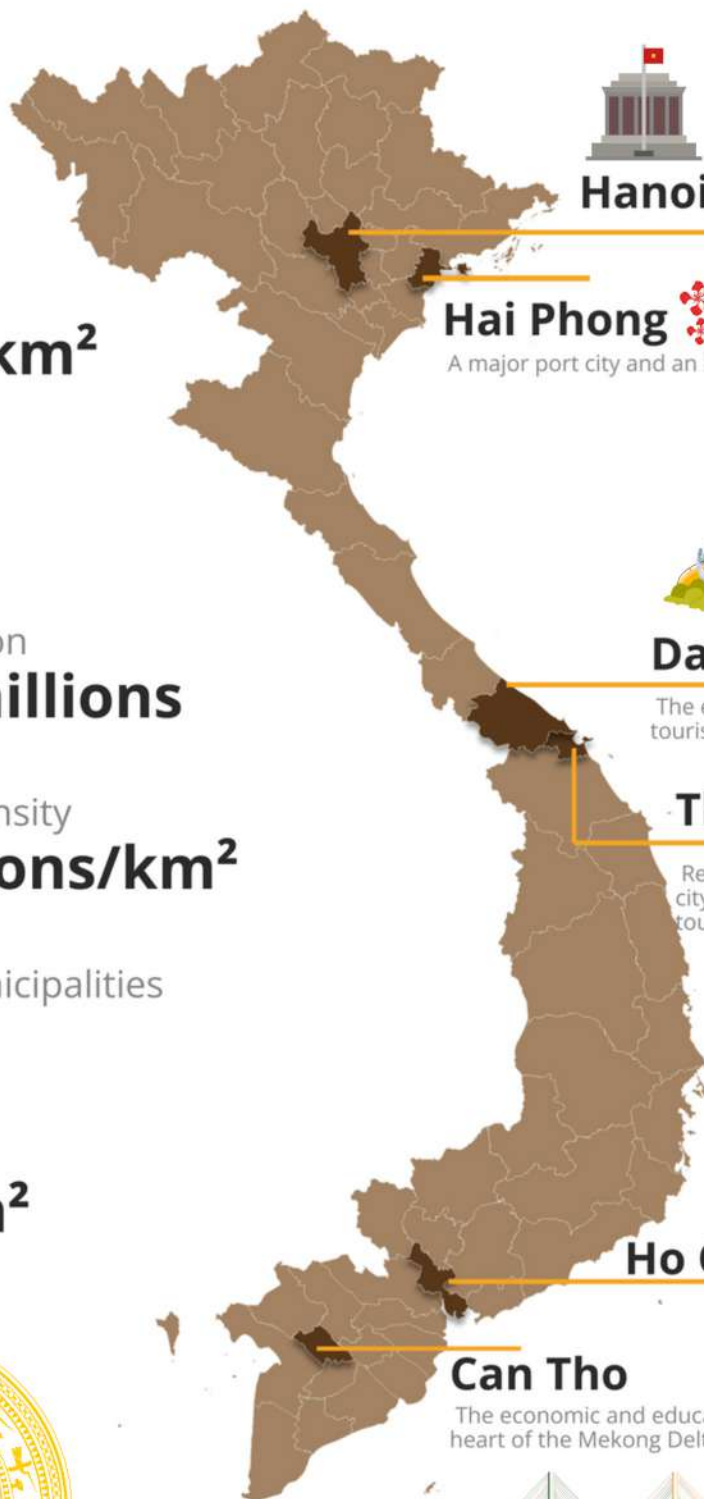 Hanoi
km²
Hai Phong
A major port city and an
on
illions
Da
The e
touris
nsity
ons/km²
Re
city
tou
icipalities
²
Ho
Can Tho
The economic and educa
heart of the Mekong Delt